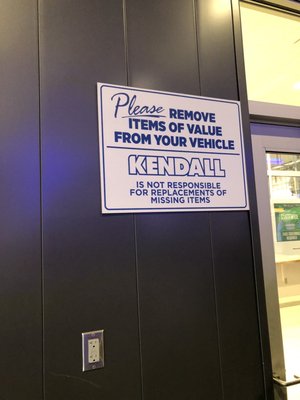 Please REMOVE
ITEMS OF VALUE
FROM YOUR VEHICLE
KENDALL
IS NOT RESPONSIBLE
FOR REPLACEMENTS OF
MISSING ITEMS